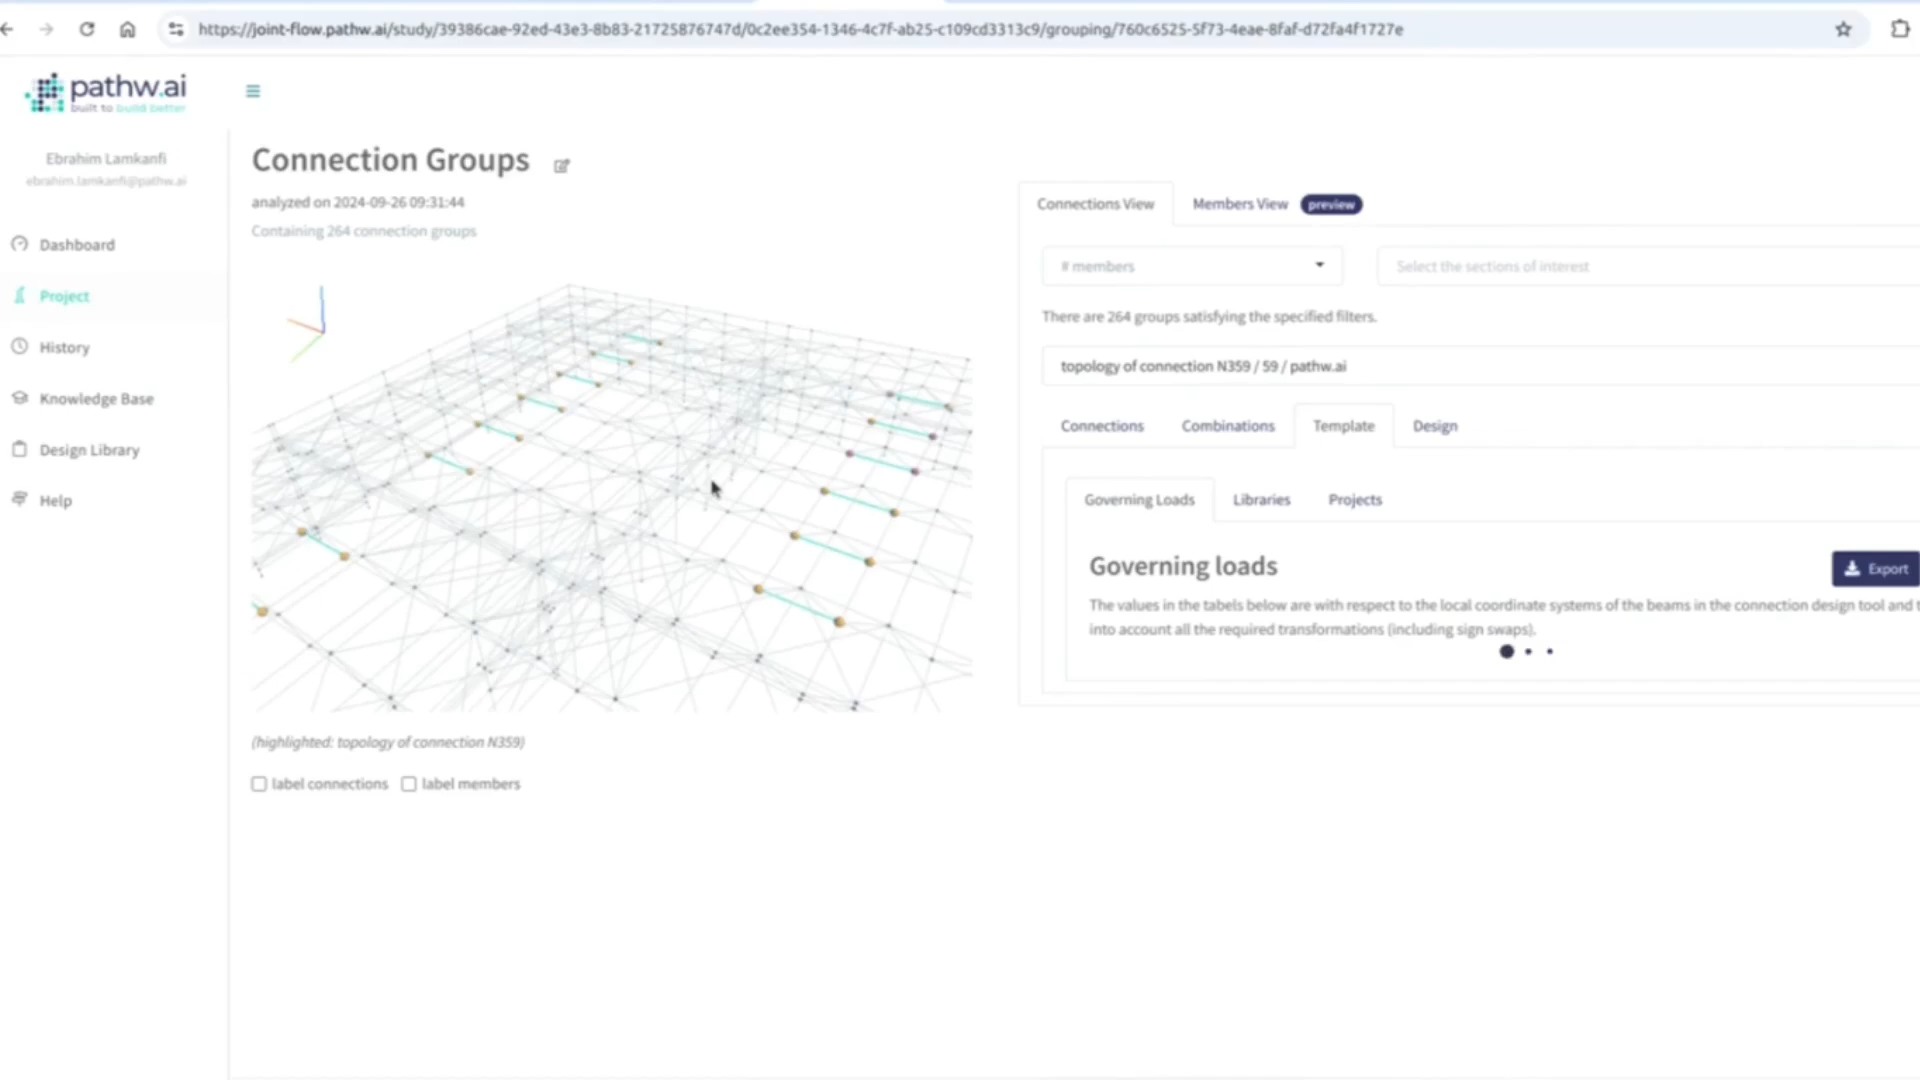 https://joint-flow.pathw.ai/study/39386cae-92ed-43e3-8b83-21725876747d/0c2ee354-1346-4c7f-ab25-c109cd3313c9/grouping/760c6525-5f73-4eae-8faf-d72fa4f1727e
pathw.ai
built to build better
Ebrahim Lamkanfi
ebrahim.lamkanfi@pathw.ai
Dashboard
Project
History
Knowledge Base
Design Library
Help
Connection Groups
analyzed on 2024-09-26 09:31:44
Containing 264 connection groups
(highlighted: topology of connection N359)
label connections label members
Connections View Members View preview
# members Select the sections of interest
There are 264 groups satisfying the specified filters.
topology of connection N359 / 59 / pathw.ai
Connections Combinations Template Design
Governing Loads Libraries Projects
Governing loads
Export
The values in the tabels below are with respect to the local coordinate systems of the beams in the connection design tool and t
into account all the required transformations (including sign swaps).